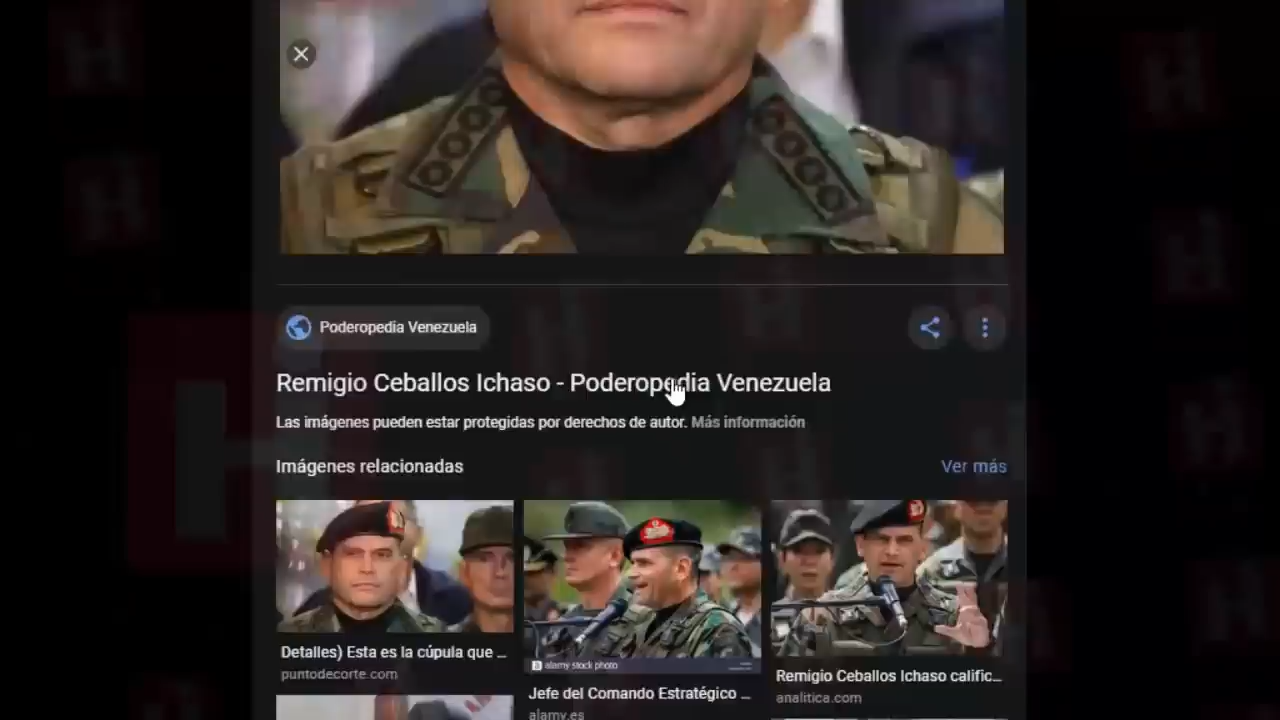 Poderopedia Venezuela
Remigio Ceballos Ichaso - Poderopedia Venezuela
Las imágenes pueden estar protegidas por derechos de autor. Más información
Imágenes relacionadas
Ver más
Detalles) Esta es la cúpula que ...
puntodecorte.com
a alamy stock photo
Jefe del Comando Estratégico ...
alamy.es
Remigio Ceballos Ichaso calific...
analitica.com